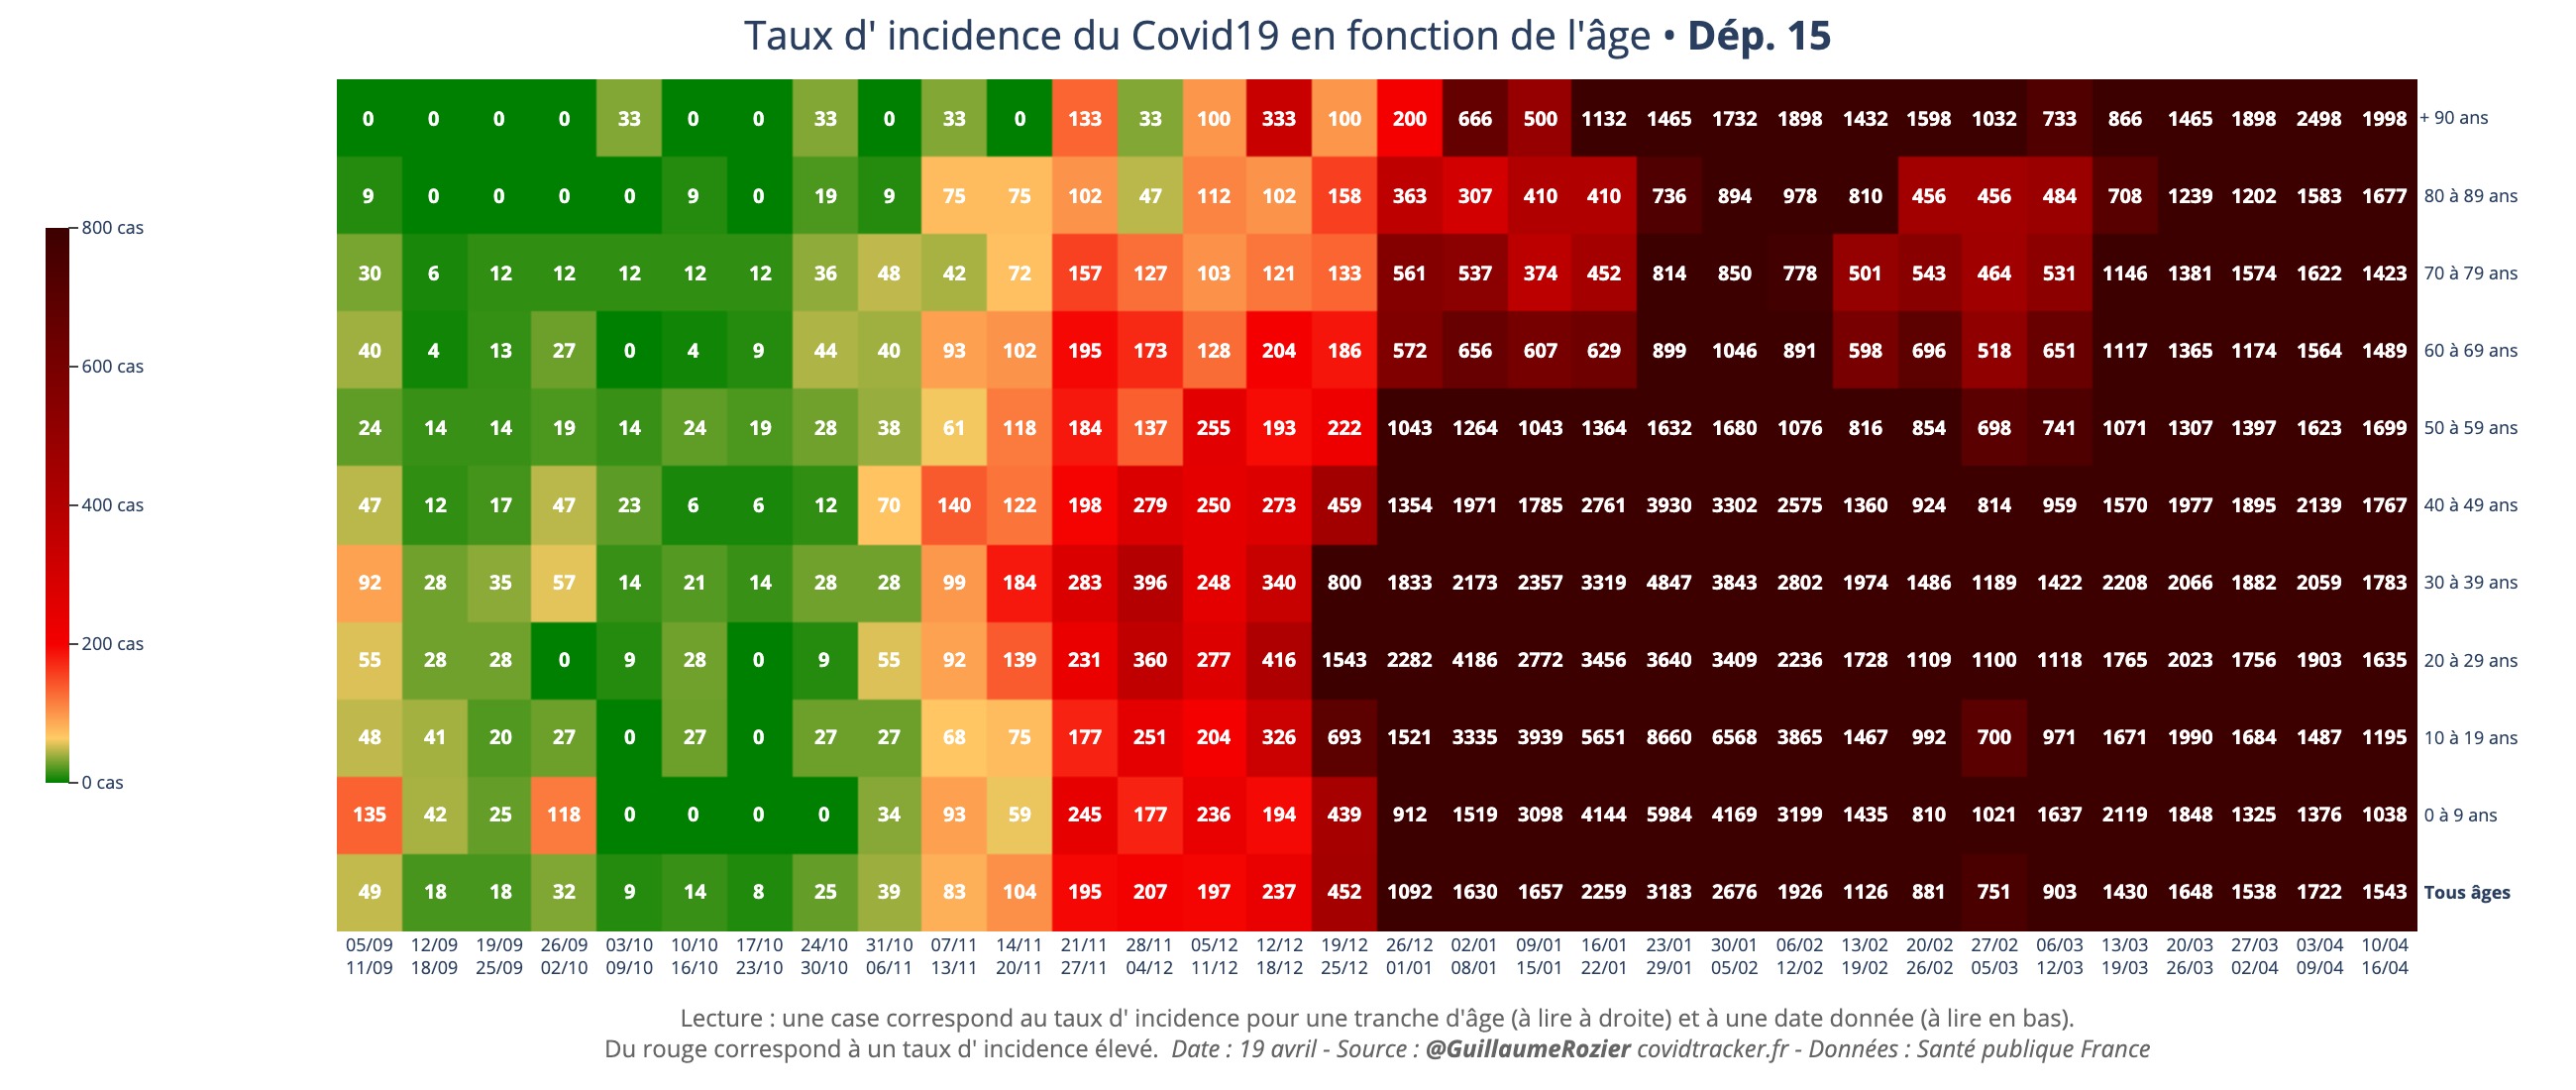 Taux d' incidence du Covid19 en fonction de l'âge • Dép. 15
800 cas
600 cas
400 cas
200 cas
0 cas
0 0 0 0 33 0 0 33 0 33 0 133 33 100 333 100 200 666 500 1132 1465 1732 1898 1432 1598 1032 733 866 1465 1898 2498 1998 + 90 ans
9 0 0 0 0 9 0 19 9 75 75 102 47 112 102 158 363 307 410 410 736 894 978 810 456 456 484 708 1239 1202 1583 1677 80 à 89 ans
30 6 12 12 12 12 12 36 48 42 72 157 127 103 121 133 561 537 374 452 814 850 778 501 543 464 531 1146 1381 1574 1622 1423 70 à 79 ans
40 4 13 27 0 4 9 44 40 93 102 195 173 128 204 186 572 656 607 629 899 1046 891 598 696 518 651 1117 1365 1174 1564 1489 60 à 69 ans
24 14 14 19 14 24 19 28 38 61 118 184 137 255 193 222 1043 1264 1043 1364 1632 1680 1076 816 854 698 741 1071 1307 1397 1623 1699 50 à 59 ans
47 12 17 47 23 6 6 12 70 140 122 198 279 250 273 459 1354 1971 1785 2761 3930 3302 2575 1360 924 814 959 1570 1977 1895 2139 1767 40 à 49 ans
92 28 35 57 14 21 14 28 28 99 184 283 396 248 340 800 1833 2173 2357 3319 4847 3843 2802 1974 1486 1189 1422 2208 2066 1882 2059 1783 30 à 39 ans
55 28 28 0 9 28 0 9 55 92 139 231 360 277 416 1543 2282 4186 2772 3456 3640 3409 2236 1728 1109 1100 1118 1765 2023 1756 1903 1635 20 à 29 ans
48 41 20 27 0 27 0 27 27 68 75 177 251 204 326 693 1521 3335 3939 5651 8660 6568 3865 1467 992 700 971 1671 1990 1684 1487 1195 10 à 19 ans
135 42 25 118 0 0 0 0 34 93 59 245 177 236 194 439 912 1519 3098 4144 5984 4169 3199 1435 810 1021 1637 2119 1848 1325 1376 1038 0 à 9 ans
49 18 18 32 9 14 8 25 39 83 104 195 207 197 237 452 1092 1630 1657 2259 3183 2676 1926 1126 881 751 903 1430 1648 1538 1722 1543 Tous âges
05/09 12/09 19/09 26/09 03/10 10/10 17/10 24/10 31/10 07/11 14/11 21/11 28/11 05/12 12/12 19/12 26/12 02/01 09/01 16/01 23/01 30/01 06/02 13/02 20/02 27/02 06/03 13/03 20/03 27/03 03/04 10/04
11/09 18/09 25/09 02/10 09/10 16/10 23/10 30/10 06/11 13/11 20/11 27/11 04/12 11/12 18/12 25/12 01/01 08/01 15/01 22/01 29/01 05/02 12/02 19/02 26/02 05/03 12/03 19/03 26/03 02/04 09/04 16/04
Lecture : une case correspond au taux d' incidence pour une tranche d'âge (à lire à droite) et à une date donnée (à lire en bas).
Du rouge correspond à un taux d' incidence élevé. Date : 19 avril - Source : @GuillaumeRozier covidtracker.fr - Données : Santé publique France